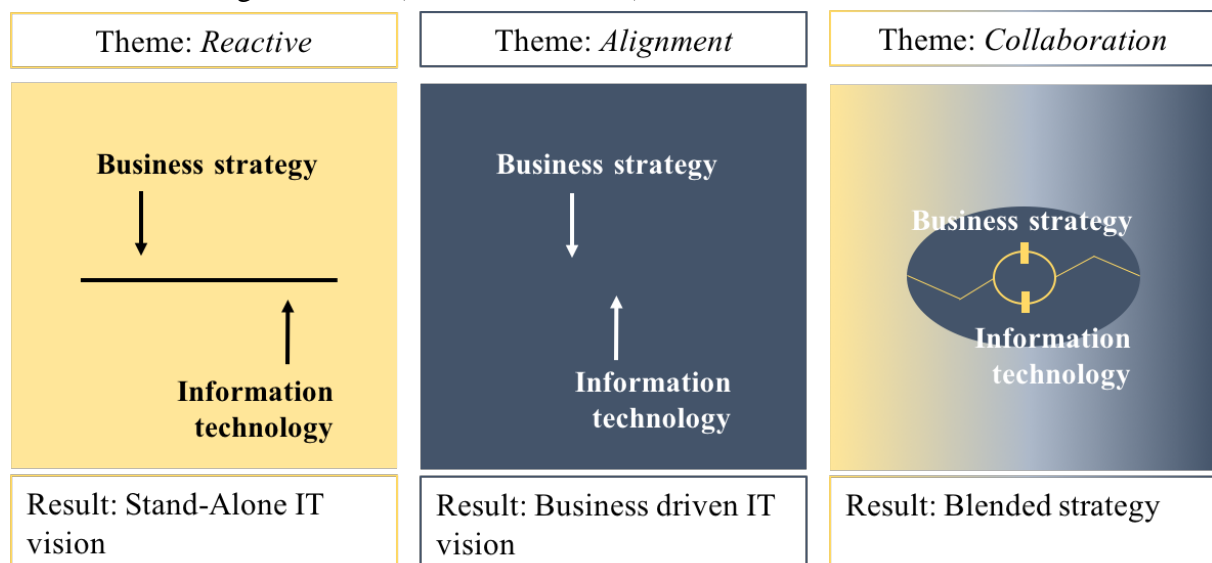 Theme: Reactive
Business strategy
Information
technology
Result: Stand-Alone IT
vision
Theme: Alignment
Business strategy
Information
technology
Result: Business driven IT
vision
Theme: Collaboration
Business strategy
Information
technology
Result: Blended strategy